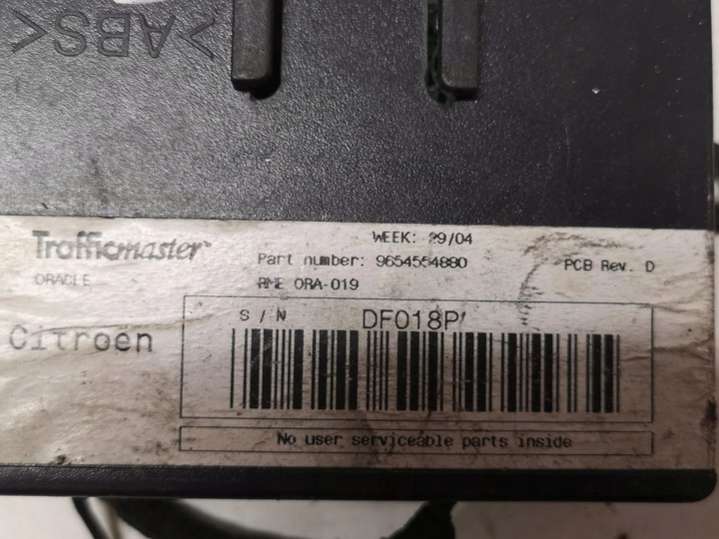 >ABS<
WEEK: 29/04
Trafficmaster™
Part number: 9654554880
PCB Rev. D
ORACLE
RME ORA-019
S/N DF018P
Citroen
No user serviceable parts inside